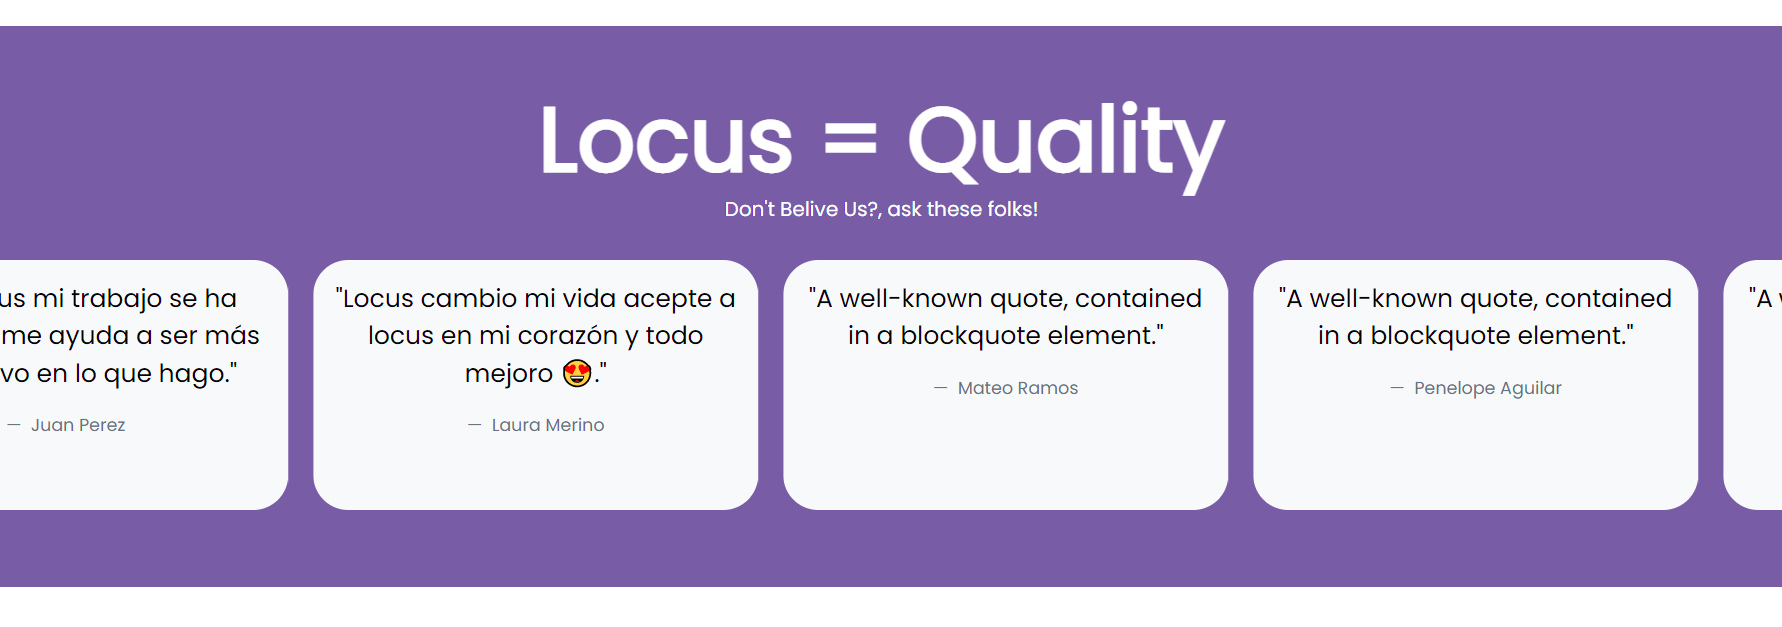 Locus = Quality
Don't Belive Us?, ask these folks!
us mi trabajo se ha
me ayuda a ser más
vo en lo que hago."
— Juan Perez
"Locus cambio mi vida acepte a
locus en mi corazón y todo
mejoro 😍."
— Laura Merino
"A well-known quote, contained
in a blockquote element."
— Mateo Ramos
"A well-known quote, contained
in a blockquote element."
— Penelope Aguilar
"A